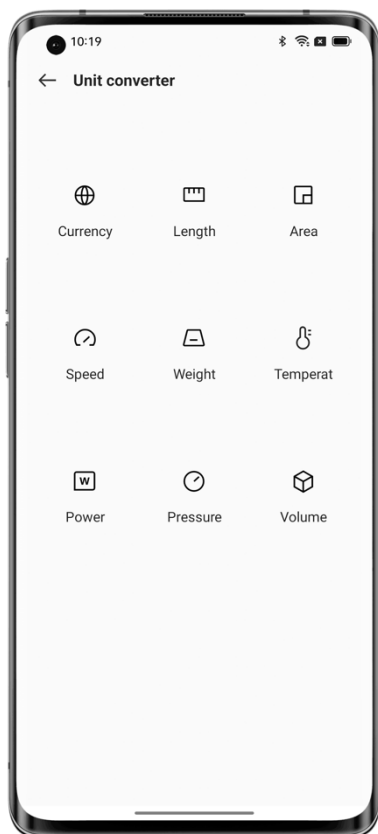 10:19
Unit converter
Currency
Length
Area
Speed
Weight
Temperat
W
Power
Pressure
Volume